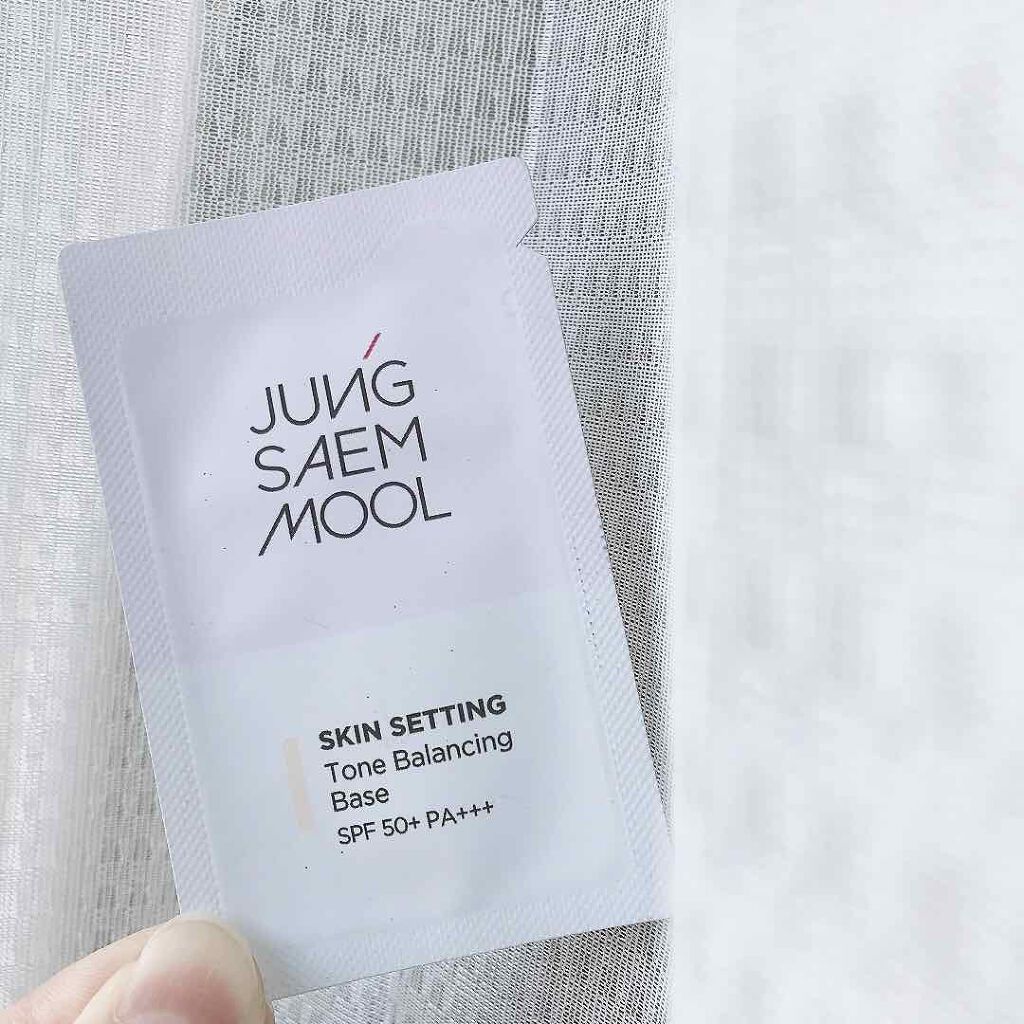 JUNG
SAEM
MOOL
SKIN SETTING
Tone Balancing
Base
SPF 50+ PA+++